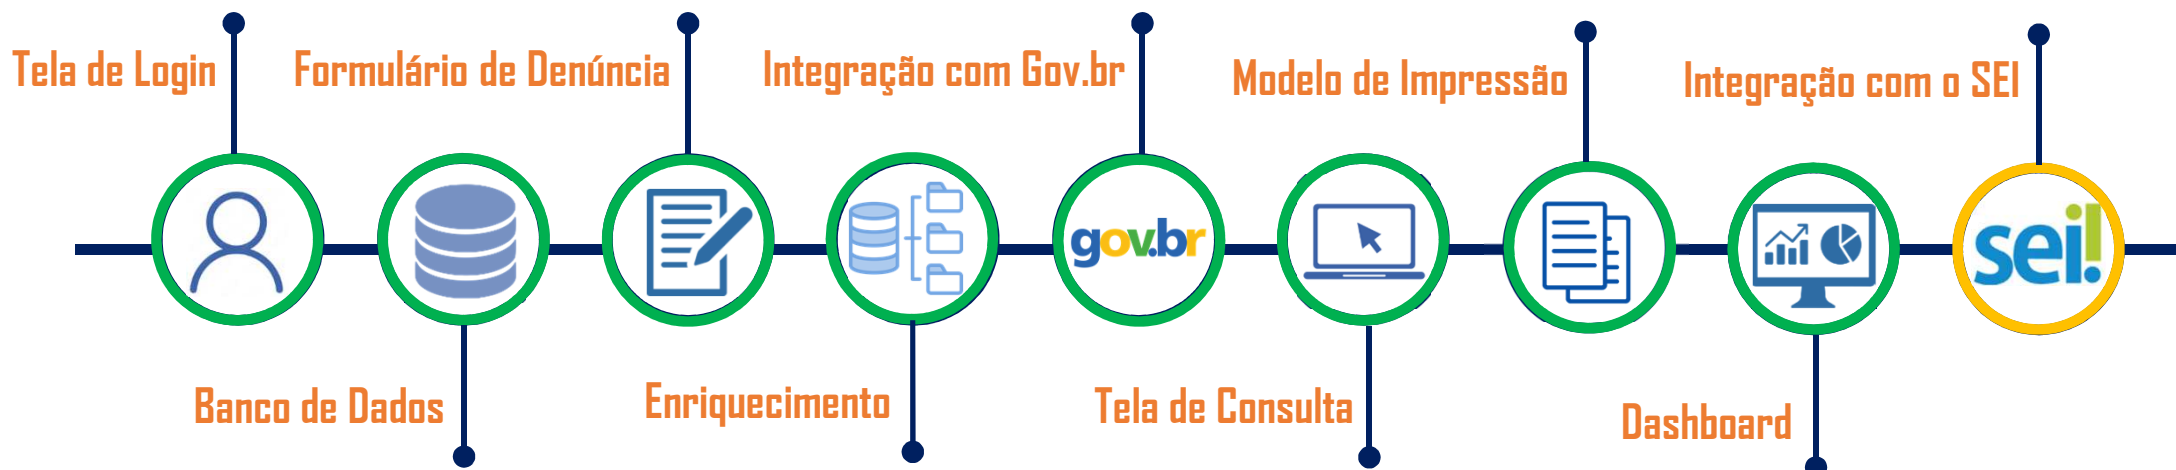 Tela de Login
Formulário de Denúncia
Integração com Gov.br
Modelo de Impressão
Integração com o SEI
gov.br
sei!
Banco de Dados
Enriquecimento
Tela de Consulta
Dashboard